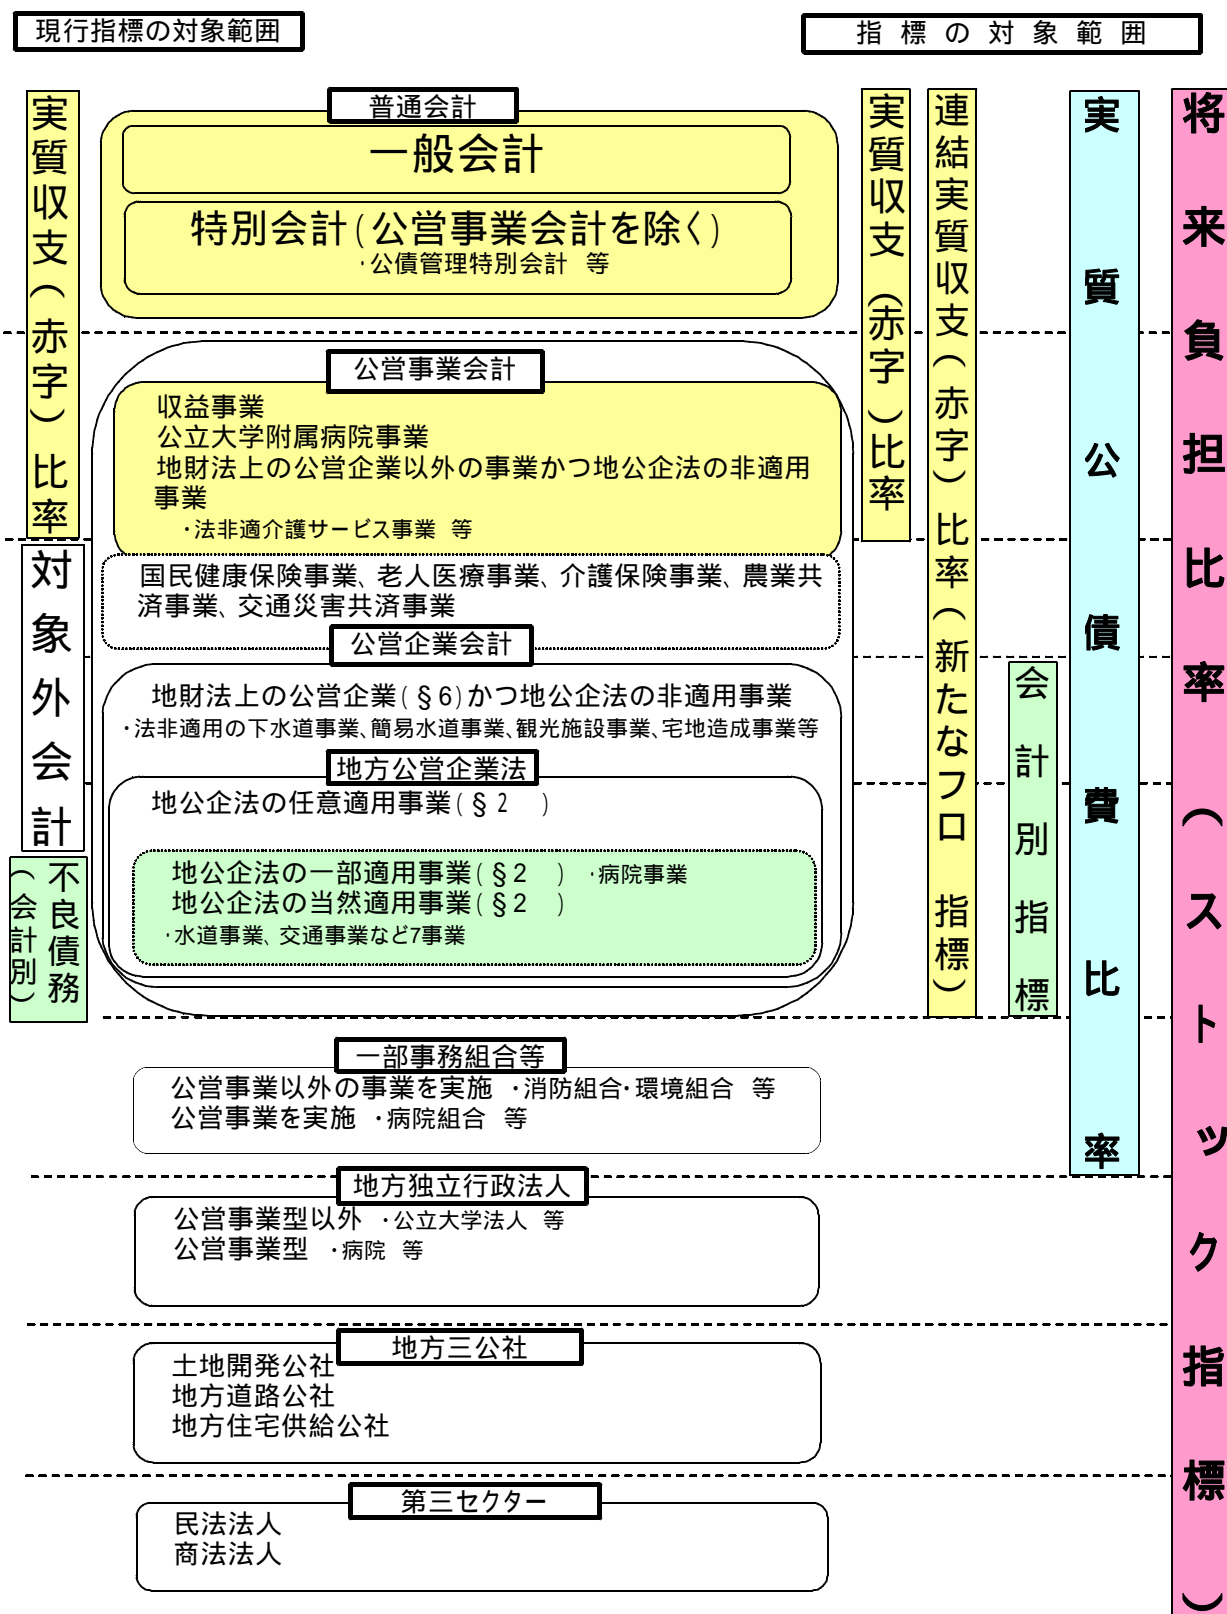 現行指標の対象範囲
指標の対象範囲
実質収支(赤字)比率
対象外会計
不良債務
(会計別)
普通会計
一般会計
特別会計(公営事業会計を除く)
・公債管理特別会計 等
公営事業会計
収益事業
公立大学附属病院事業
地財法上の公営企業以外の事業かつ地公企法の非適用
事業
・法非適介護サービス事業 等
国民健康保険事業、老人医療事業、介護保険事業、農業共
済事業、交通災害共済事業
公営企業会計
地財法上の公営企業(§6)かつ地公企法の非適用事業
・法非適用の下水道事業、簡易水道事業、観光施設事業、宅地造成事業等
地方公営企業法
地公企法の任意適用事業(§2 )
地公企法の一部適用事業(§2 ) ・病院事業
地公企法の当然適用事業(§2 )
・水道事業、交通事業など7事業
一部事務組合等
公営事業以外の事業を実施 ・消防組合・環境組合 等
公営事業を実施 ・病院組合 等
地方独立行政法人
公営事業型以外 ・公立大学法人 等
公営事業型 ・病院 等
地方三公社
土地開発公社
地方道路公社
地方住宅供給公社
第三セクター
民法法人
商法法人
実質収支(赤字)比率
連結実質収支(赤字)比率(新たなフロ 指標)
会計別指標
実質公債費比率
将来負担比率(ストック指標)